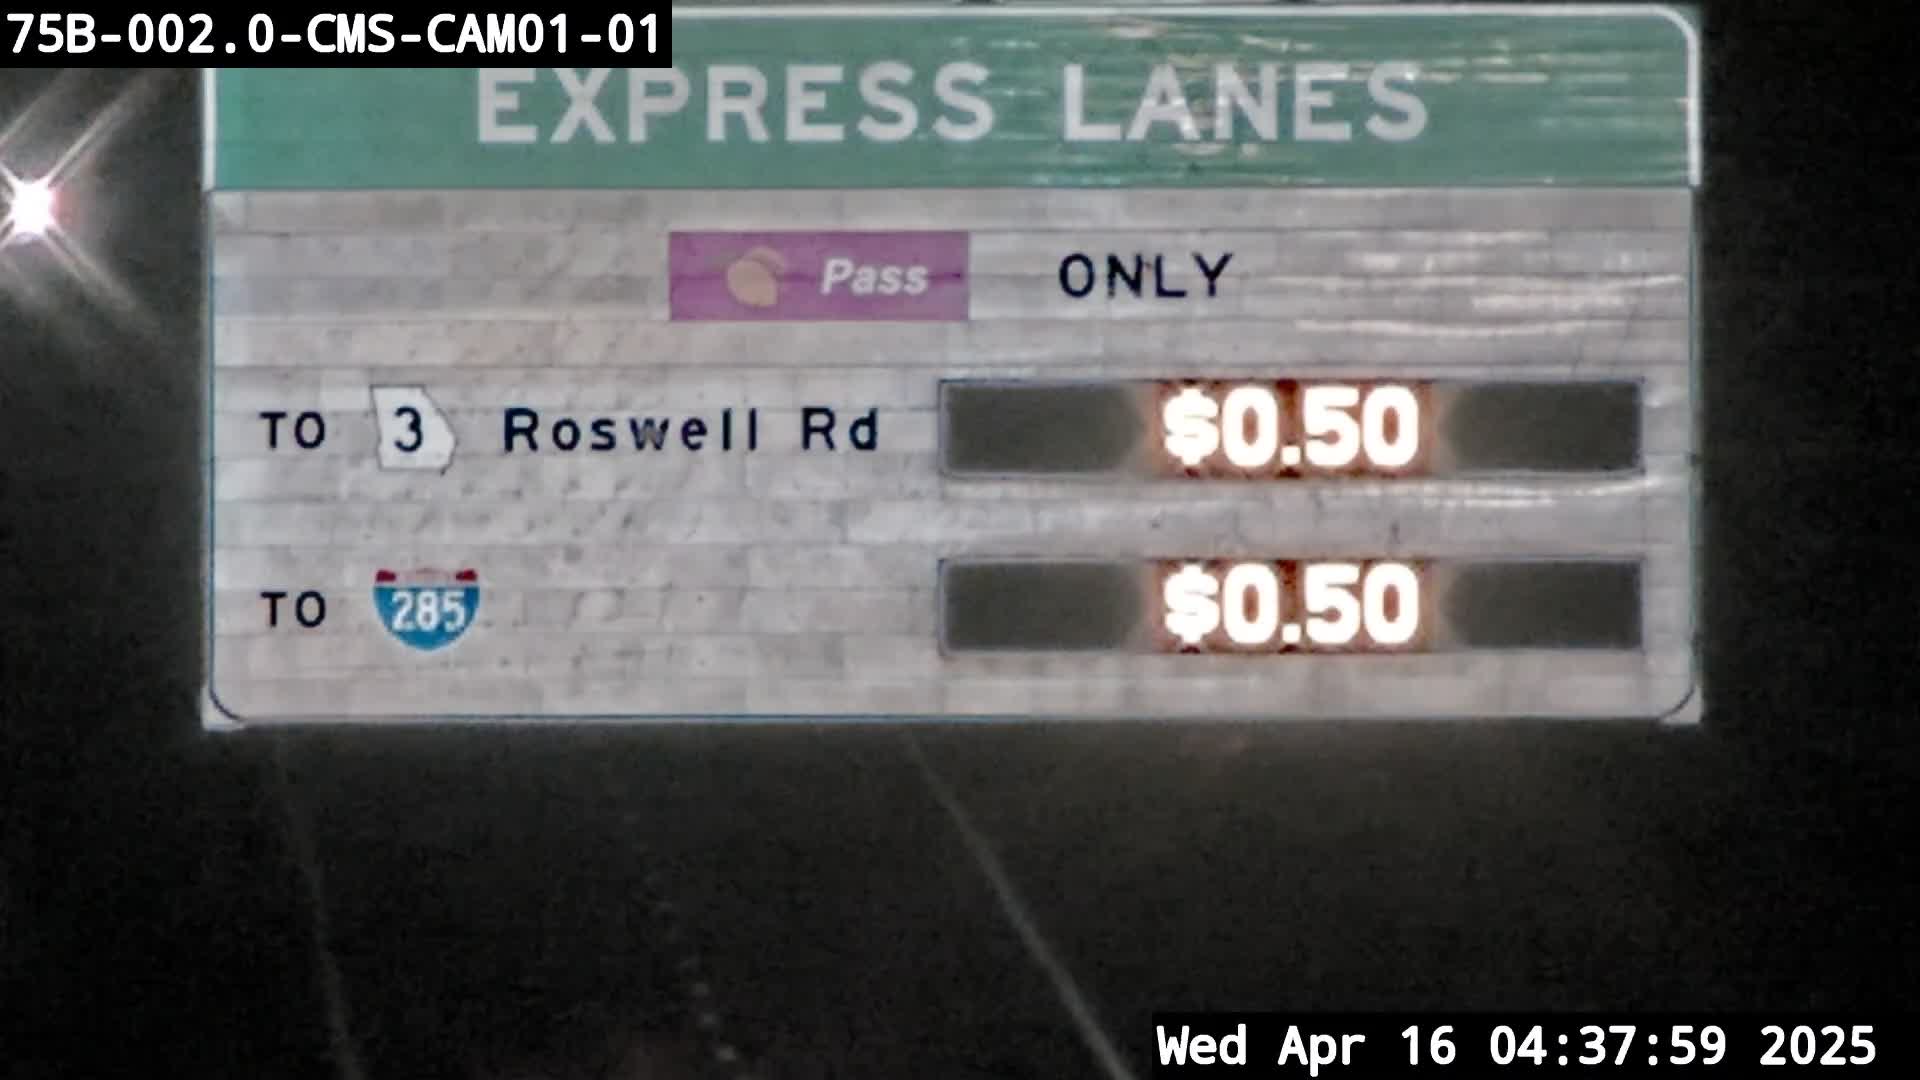 75B-002.0-CMS-CAM01-01
EXPRESS LANES
Pass ONLY
TO 3 Roswell Rd $0.50
TO 285 $0.50
Wed Apr 16 04:37:59 2025